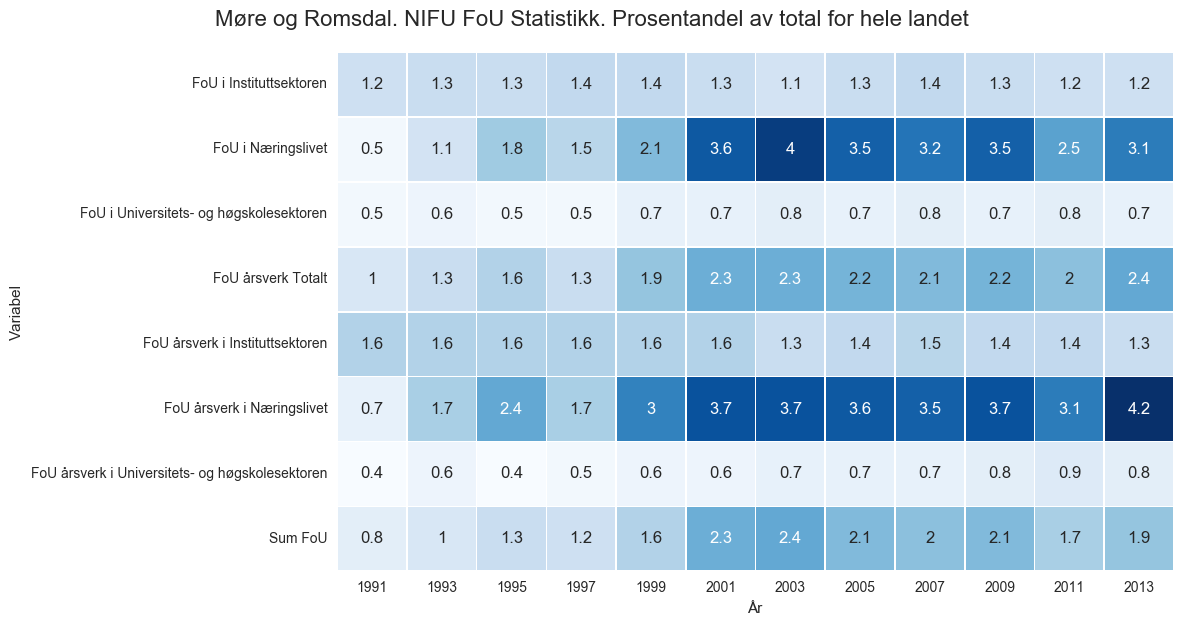 Møre og Romsdal. NIFU FoU Statistikk. Prosentandel av total for hele landet
Variabel
FoU i Instituttsektoren 1.2 1.3 1.3 1.4 1.4 1.3 1.1 1.3 1.4 1.3 1.2 1.2
FoU i Næringslivet 0.5 1.1 1.8 1.5 2.1 3.6 4 3.5 3.2 3.5 2.5 3.1
FoU i Universitets- og høgskolesektoren 0.5 0.6 0.5 0.5 0.7 0.7 0.8 0.7 0.8 0.7 0.8 0.7
FoU årsverk Totalt 1 1.3 1.6 1.3 1.9 2.3 2.3 2.2 2.1 2.2 2 2.4
FoU årsverk i Instituttsektoren 1.6 1.6 1.6 1.6 1.6 1.6 1.3 1.4 1.5 1.4 1.4 1.3
FoU årsverk i Næringslivet 0.7 1.7 2.4 1.7 3 3.7 3.7 3.6 3.5 3.7 3.1 4.2
FoU årsverk i Universitets- og høgskolesektoren 0.4 0.6 0.4 0.5 0.6 0.6 0.7 0.7 0.7 0.8 0.9 0.8
Sum FoU 0.8 1 1.3 1.2 1.6 2.3 2.4 2.1 2 2.1 1.7 1.9
1991 1993 1995 1997 1999 2001 2003 2005 2007 2009 2011 2013
År